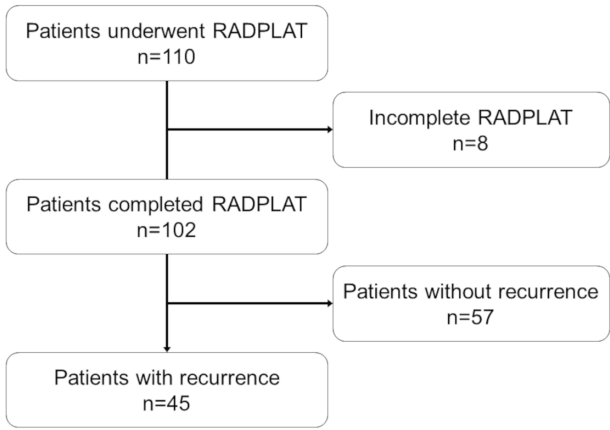 Patients underwent RADPLAT
n=110
Incomplete RADPLAT
n=8
Patients completed RADPLAT
n=102
Patients without recurrence
n=57
Patients with recurrence
n=45